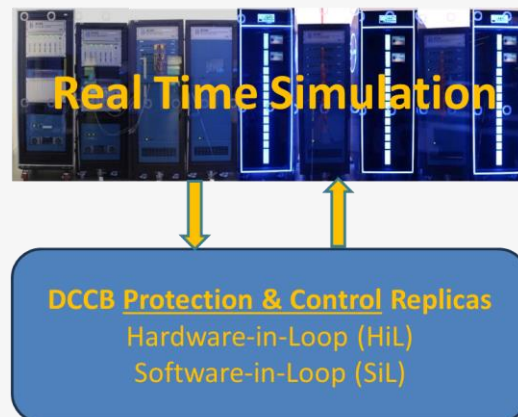 Real Time Simulation
DCCB Protection & Control Replicas
Hardware-in-Loop (HiL)
Software-in-Loop (SiL)